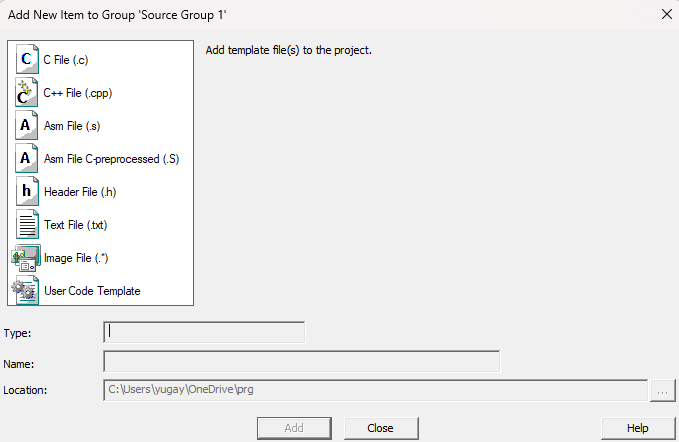 Add New Item to Group 'Source Group 1'
Add template file(s) to the project.
C
C File (.c)
C
C++ File (.cpp)
A
Asm File (.s)
A
Asm File C-preprocessed (.S)
h
Header File (.h)
Text File (.txt)
Image File (.*)
User Code Template
Type:
Name:
Location:
C:\Users\yugay\OneDrive\prg
...
Add
Close
Help